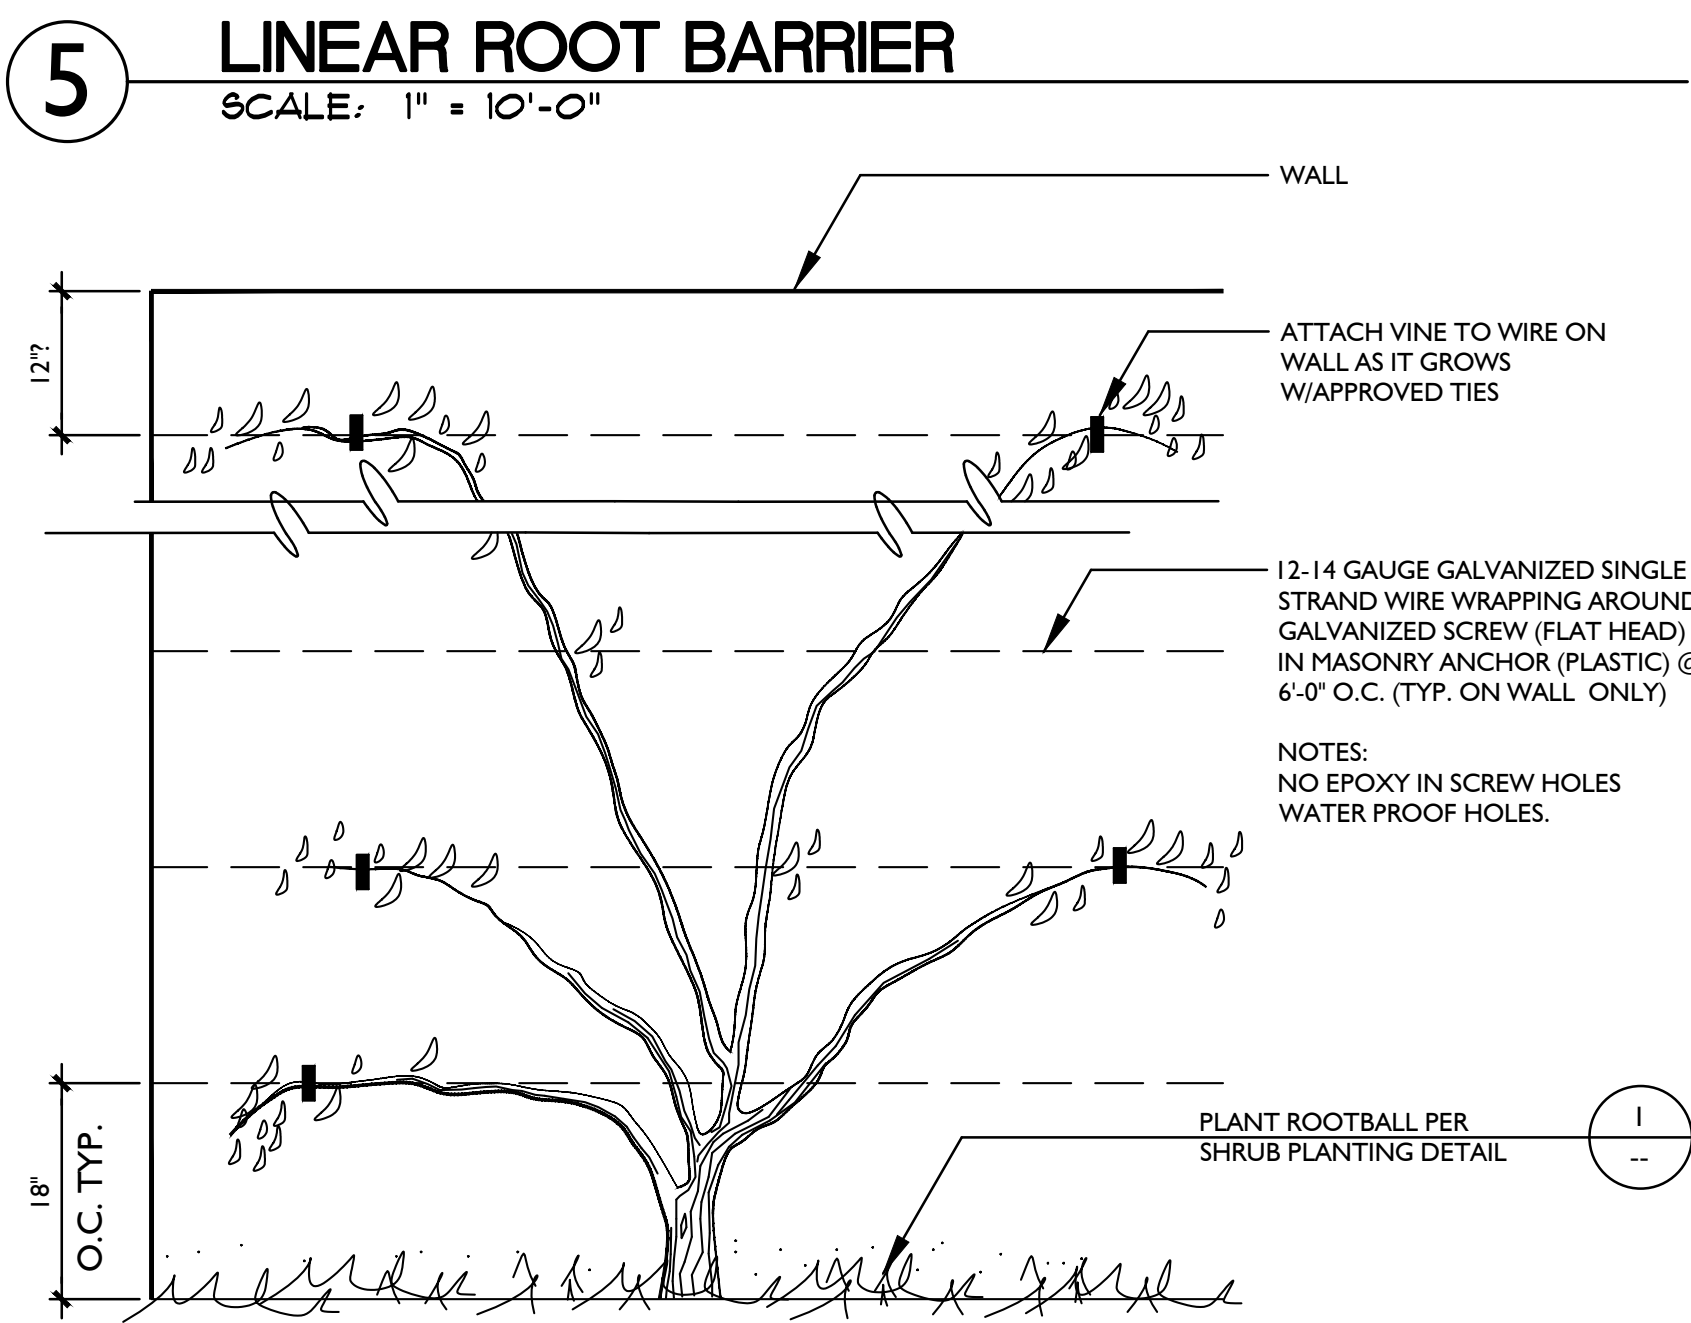 5
LINEAR ROOT BARRIER
SCALE: 1" = 10'-0"
WALL
12"?
ATTACH VINE TO WIRE ON
WALL AS IT GROWS
W/APPROVED TIES
12-14 GAUGE GALVANIZED SINGLE
STRAND WIRE WRAPPING AROUND
GALVANIZED SCREW (FLAT HEAD)
IN MASONRY ANCHOR (PLASTIC) @
6'-0" O.C. (TYP. ON WALL ONLY)
NOTES:
NO EPOXY IN SCREW HOLES
WATER PROOF HOLES.
PLANT ROOTBALL PER
SHRUB PLANTING DETAIL
1
--
18"
O.C. TYP.